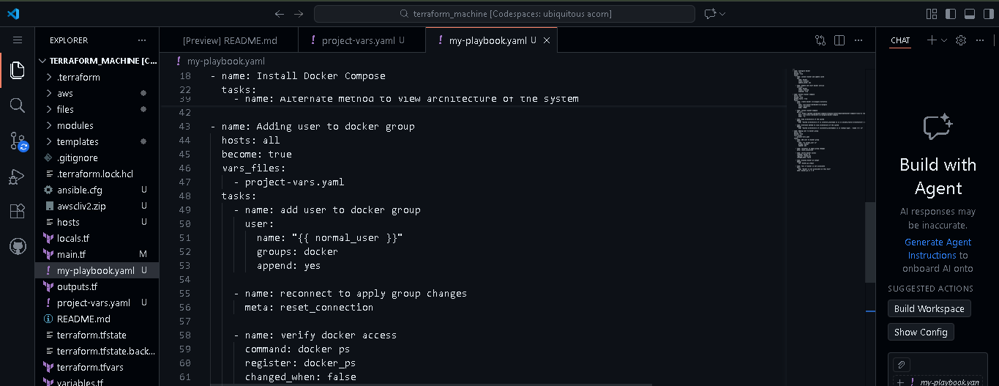 terraform_machine [Codespaces: ubiquitous acorn]
EXPLORER
TERRAFORM_MACHINE [C...
.terraform
aws
files
modules
templates
.gitignore
.terraform.lock.hcl
ansible.cfg U
awscliv2.zip U
hosts U
locals.tf
main.tf M
my-playbook.yaml U
outputs.tf
project-vars.yaml U
README.md
terraform.tfstate
terraform.tfstate.back...
terraform.tfvars
variables.tf
[Preview] README.md
project-vars.yaml U
my-playbook.yaml U
my-playbook.yaml
18 - name: Install Docker Compose
22 tasks:
39 - name: Alternate method to view architecture of the system
42
43 - name: Adding user to docker group
44 hosts: all
45 become: true
46 vars_files:
47 - project-vars.yaml
48 tasks:
49 - name: add user to docker group
50 user:
51 name: "{{ normal_user }}"
52 groups: docker
53 append: yes
54
55 - name: reconnect to apply group changes
56 meta: reset_connection
57
58 - name: verify docker access
59 command: docker ps
60 register: docker_ps
61 changed_when: false
CHAT
Build with
Agent
AI responses may
be inaccurate.
Generate Agent
Instructions to
onboard AI onto
SUGGESTED ACTIONS
Build Workspace
Show Config
my-playbook.yan